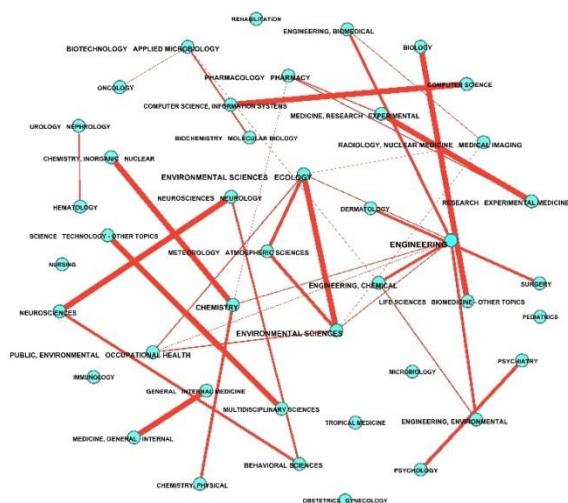 REHABILITATION
ENGINEERING, BIOMEDICAL
BIOTECHNOLOGY APPLIED MICROBIOLOGY
BIOLOGY
PHARMACOLOGY PHARMACY
COMPUTER SCIENCE
ONCOLOGY
COMPUTER SCIENCE, INFORMATION SYSTEMS
MEDICINE, RESEARCH EXPERIMENTAL
UROLOGY NEPHROLOGY
BIOCHEMISTRY MOLECULAR BIOLOGY
RADIOLOGY, NUCLEAR MEDICINE MEDICAL IMAGING
CHEMISTRY, INORGANIC NUCLEAR
ENVIRONMENTAL SCIENCES ECOLOGY
NEUROSCIENCES NEUROLOGY
RESEARCH EXPERIMENTAL MEDICINE
HEMATOLOGY
DERMATOLOGY
SCIENCE TECHNOLOGY - OTHER TOPICS
ENGINEERING
METEOROLOGY ATMOSPHERIC SCIENCES
NURSING
ENGINEERING, CHEMICAL
SURGERY
LIFE SCIENCES BIOMEDICINE - OTHER TOPICS
CHEMISTRY
NEUROSCIENCES
PEDIATRICS
ENVIRONMENTAL SCIENCES
PUBLIC, ENVIRONMENTAL OCCUPATIONAL HEALTH
PSYCHIATRY
MICROBIOLOGY
IMMUNOLOGY
GENERAL INTERNAL MEDICINE
MULTIDISCIPLINARY SCIENCES
TROPICAL MEDICINE
ENGINEERING, ENVIRONMENTAL
MEDICINE, GENERAL INTERNAL
BEHAVIORAL SCIENCES
PSYCHOLOGY
CHEMISTRY, PHYSICAL
OBSTETRICS GYNECOLOGY